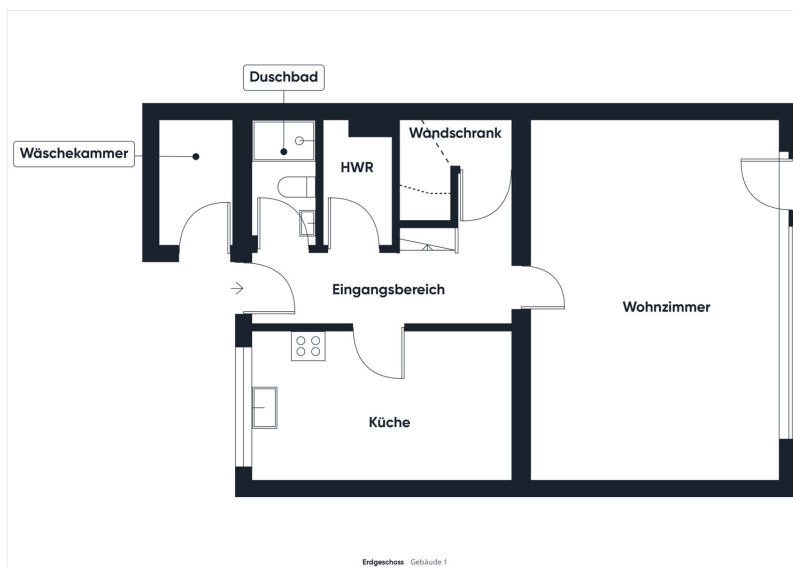 Duschbad
Wandschrank
Wäschekammer
HWR
Eingangsbereich
Wohnzimmer
Küche
Erdgeschoss Gebäude 1